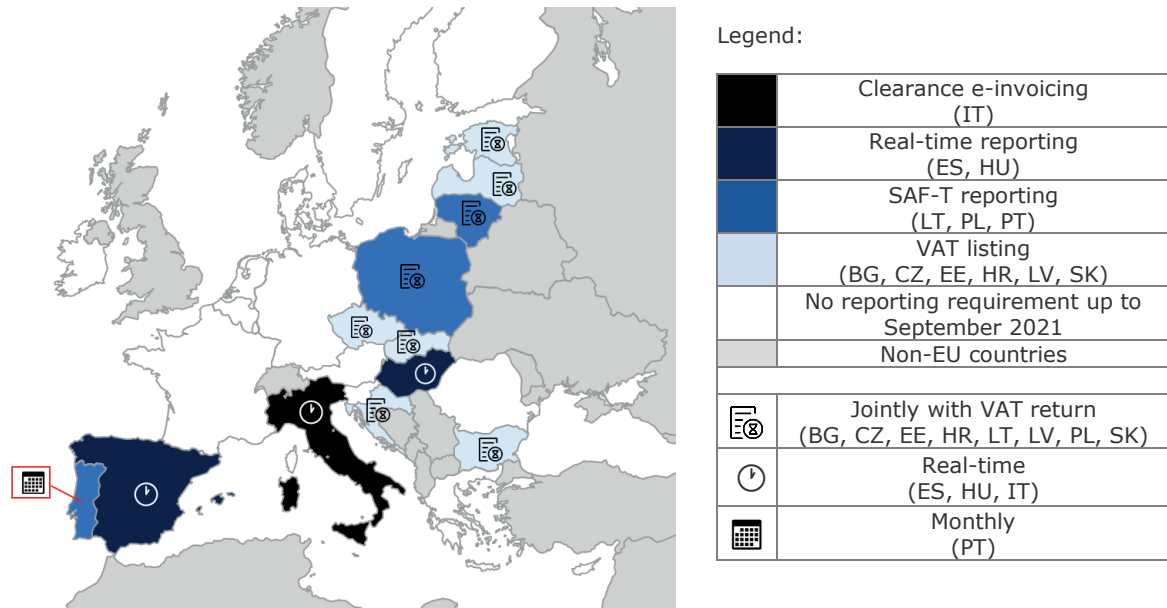 Legend:
Clearance e-invoicing
(IT)
Real-time reporting
(ES, HU)
SAF-T reporting
(LT, PL, PT)
VAT listing
(BG, CZ, EE, HR, LV, SK)
No reporting requirement up to
September 2021
Non-EU countries
Jointly with VAT return
(BG, CZ, EE, HR, LT, LV, PL, SK)
Real-time
(ES, HU, IT)
Monthly
(PT)